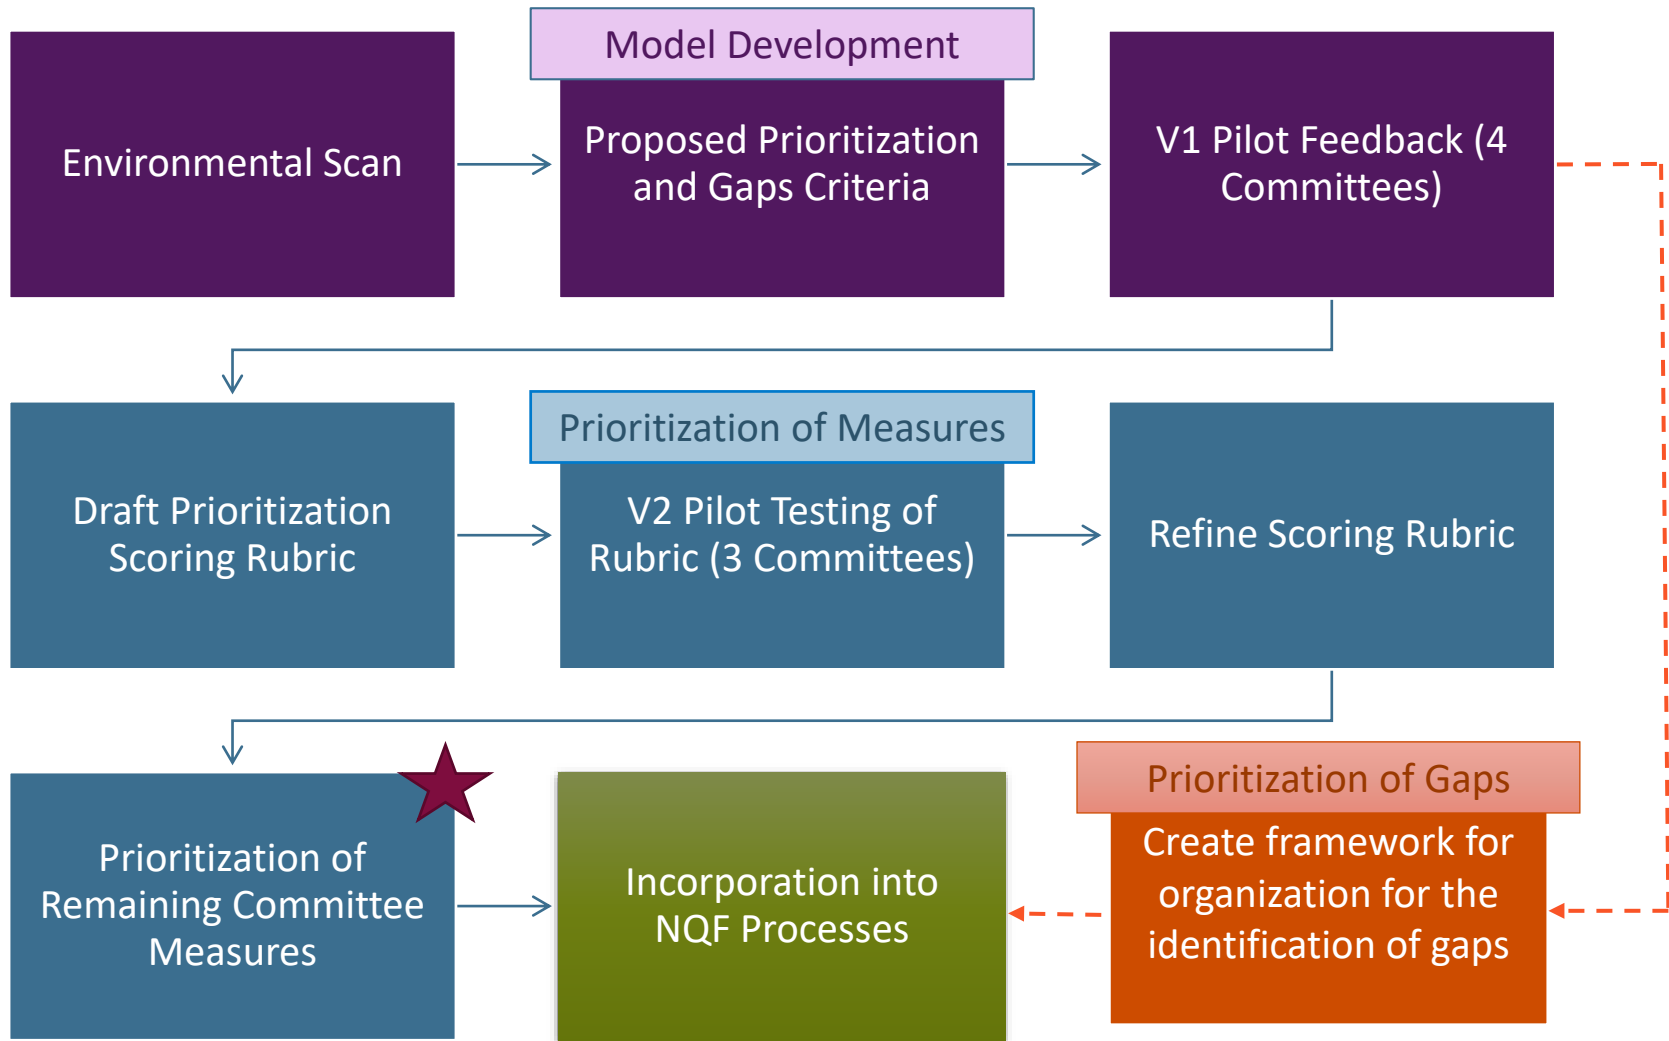 Model Development
Environmental Scan
Proposed Prioritization
and Gaps Criteria
V1 Pilot Feedback (4
Committees)
Prioritization of Measures
Draft Prioritization
Scoring Rubric
V2 Pilot Testing of
Rubric (3 Committees)
Refine Scoring Rubric
Prioritization of
Remaining Committee
Measures
Incorporation into
NQF Processes
Prioritization of Gaps
Create framework for
organization for the
identification of gaps